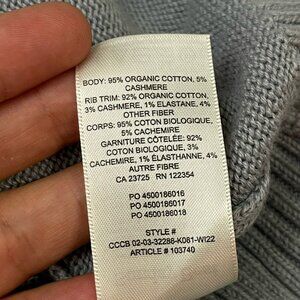 BODY: 95% ORGANIC COTTON, 5%
CASHMERE
RIB TRIM: 92% ORGANIC COTTON,
3% CASHMERE, 1% ELASTANE, 4%
OTHER FIBER
CORPS: 95% COTON BIOLOGIQUE,
5% CACHEMIRE
GARNITURE CÔTELÉE: 92%
COTON BIOLOGIQUE, 3%
CACHEMIRE, 1% ÉLASTHANNE, 4%
AUTRE FIBRE
CA 23725 RN 122354
PO 4500186016
PO 4500186017
PO 4500186018
STYLE #
CCCB 02-03-32288-K081-WI22
ARTICLE # 103740